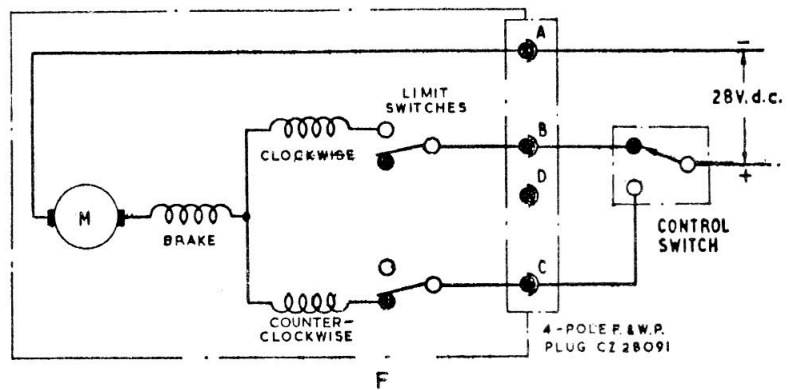 A
−
LIMIT
SWITCHES
28V. d.c.
B
CLOCKWISE
D
+
M
BRAKE
CONTROL
SWITCH
C
COUNTER-
CLOCKWISE
4-POLE F. & W.P.
PLUG CZ 28091
F